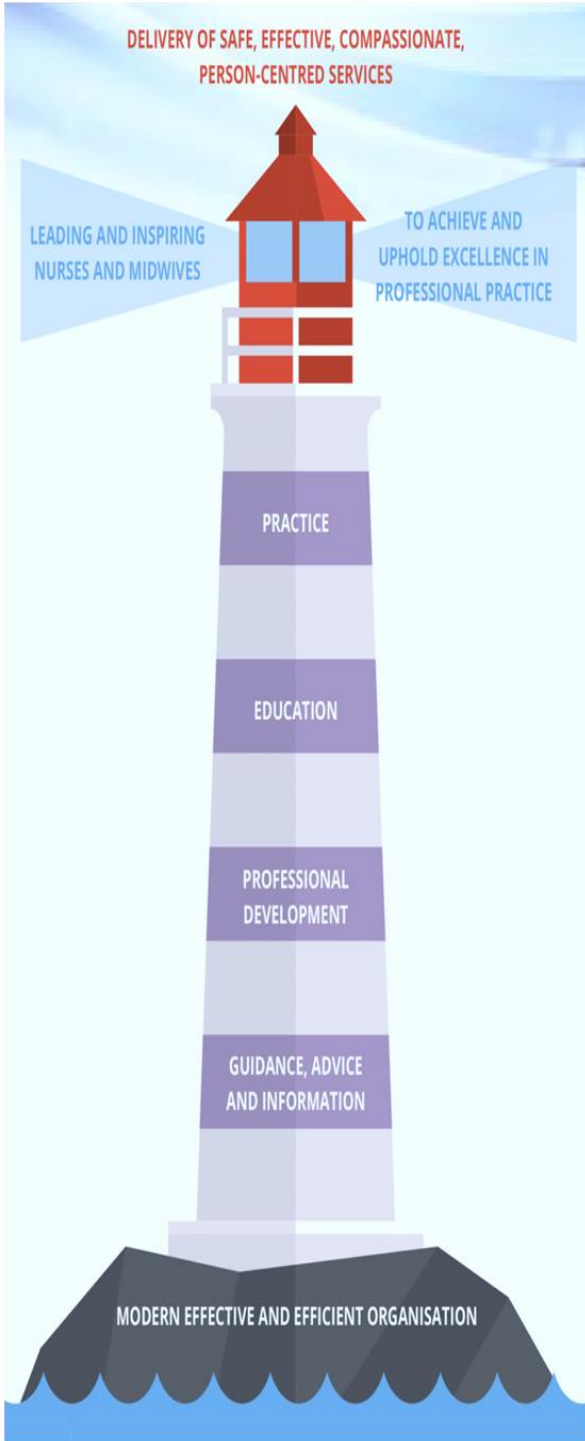 DELIVERY OF SAFE, EFFECTIVE, COMPASSIONATE,
PERSON-CENTRED SERVICES
LEADING AND INSPIRING
NURSES AND MIDWIVES
TO ACHIEVE AND
UPHOLD EXCELLENCE IN
PROFESSIONAL PRACTICE
PRACTICE
EDUCATION
PROFESSIONAL
DEVELOPMENT
GUIDANCE, ADVICE
AND INFORMATION
MODERN EFFECTIVE AND EFFICIENT ORGANISATION